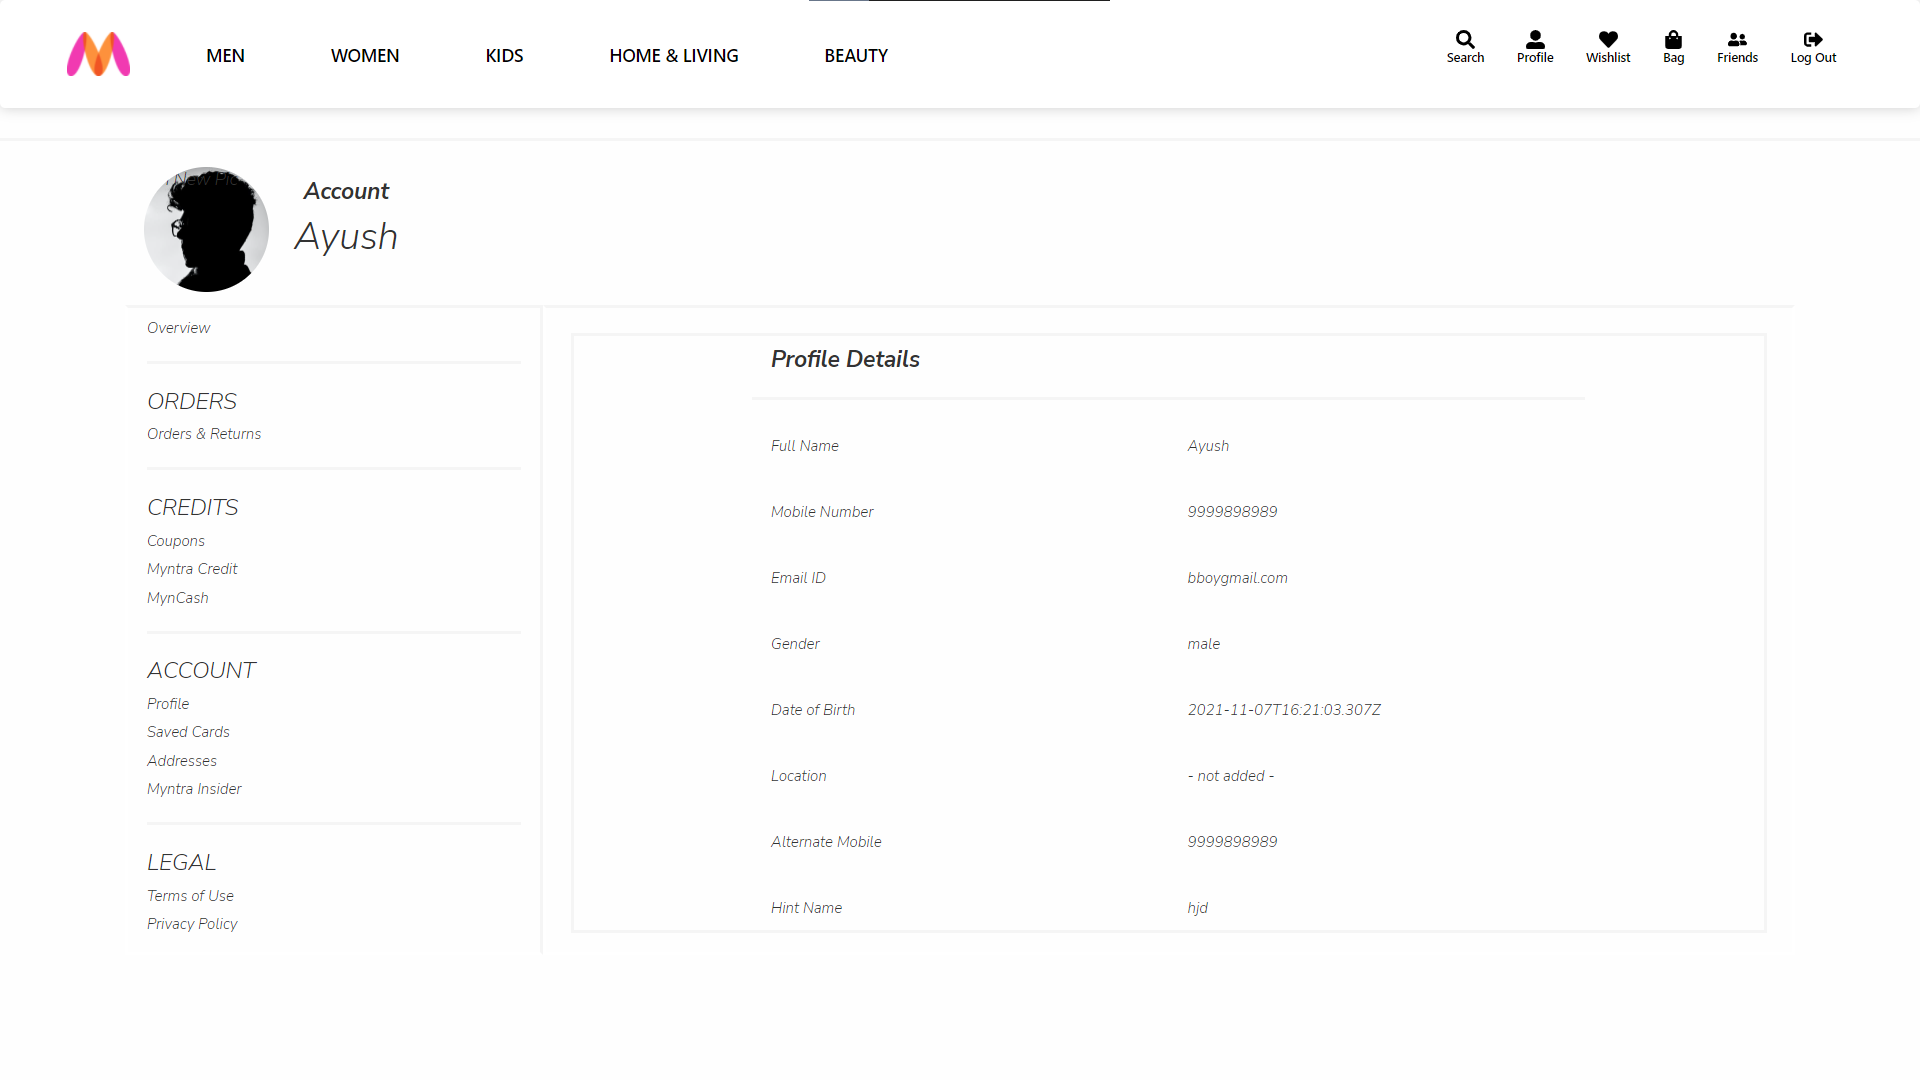 MEN WOMEN KIDS HOME & LIVING BEAUTY
Search Profile Wishlist Bag Friends Log Out
New Pic
Account
Ayush
Overview
ORDERS
Orders & Returns
CREDITS
Coupons
Myntra Credit
MynCash
ACCOUNT
Profile
Saved Cards
Addresses
Myntra Insider
LEGAL
Terms of Use
Privacy Policy
Profile Details
Full Name Ayush
Mobile Number 9999898989
Email ID bboygmail.com
Gender male
Date of Birth 2021-11-07T16:21:03.307Z
Location - not added -
Alternate Mobile 9999898989
Hint Name hjd